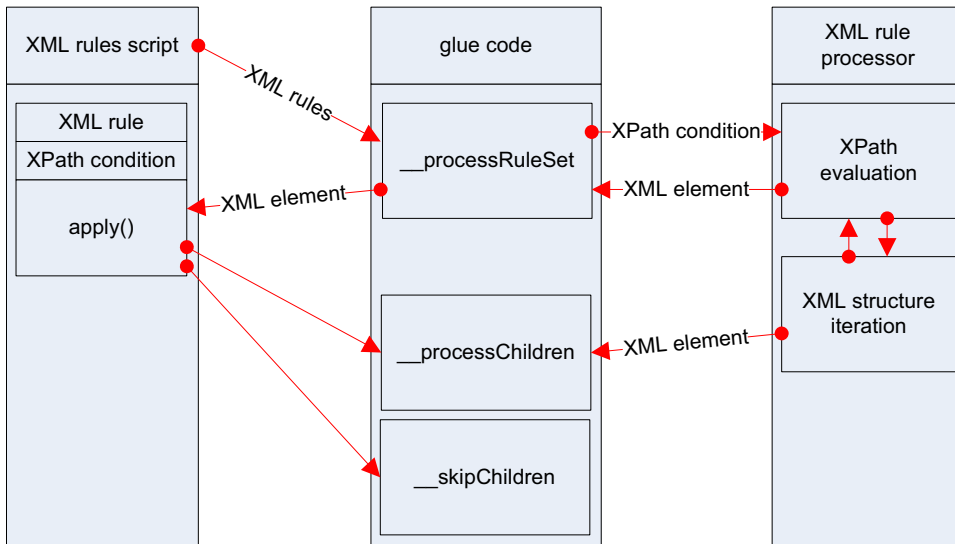 XML rules script
XML rule
XPath condition
apply()
XML rules
XML element
glue code
__processRuleSet
__processChildren
__skipChildren
XPath condition
XML element
XML element
XML rule
processor
XPath
evaluation
XML structure
iteration